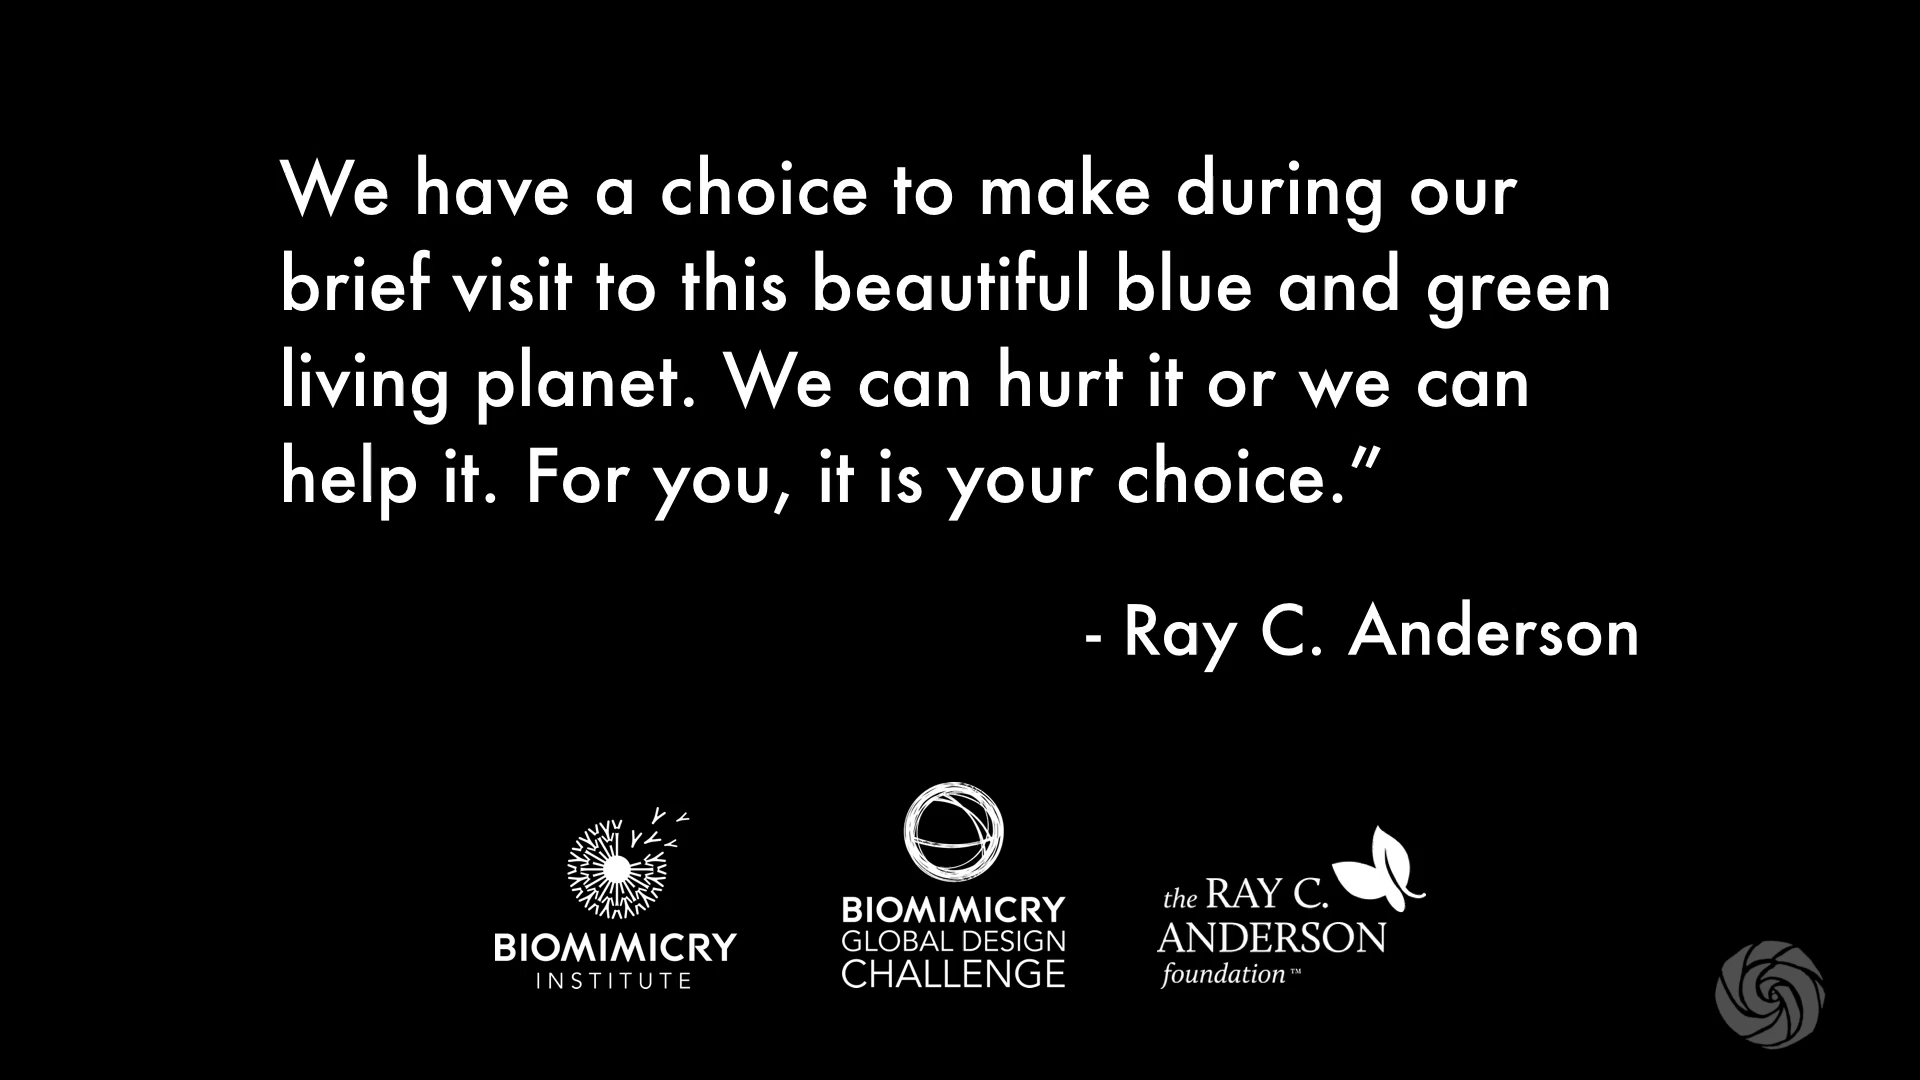 We have a choice to make during our
brief visit to this beautiful blue and green
living planet. We can hurt it or we can
help it. For you, it is your choice.”
- Ray C. Anderson
BIOMIMICRY
INSTITUTE
BIOMIMICRY
GLOBAL DESIGN
CHALLENGE
the RAY C.
ANDERSON
foundation™